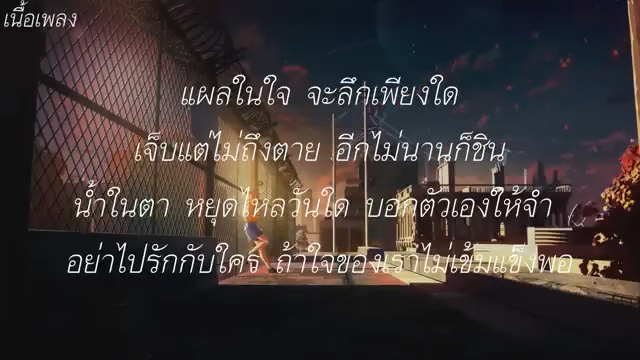 เนื้อเพลง
แผลในใจ จะลึกเพียงใด
เจ็บแต่ไม่ถึงตาย อีกไม่นานก็ชิน
น้ำในตา หยุดไหลวันใด บอกตัวเองให้จำ
อย่าไปรักกับใคร ถ้าใจของเราไม่เข้มแข็งพอ